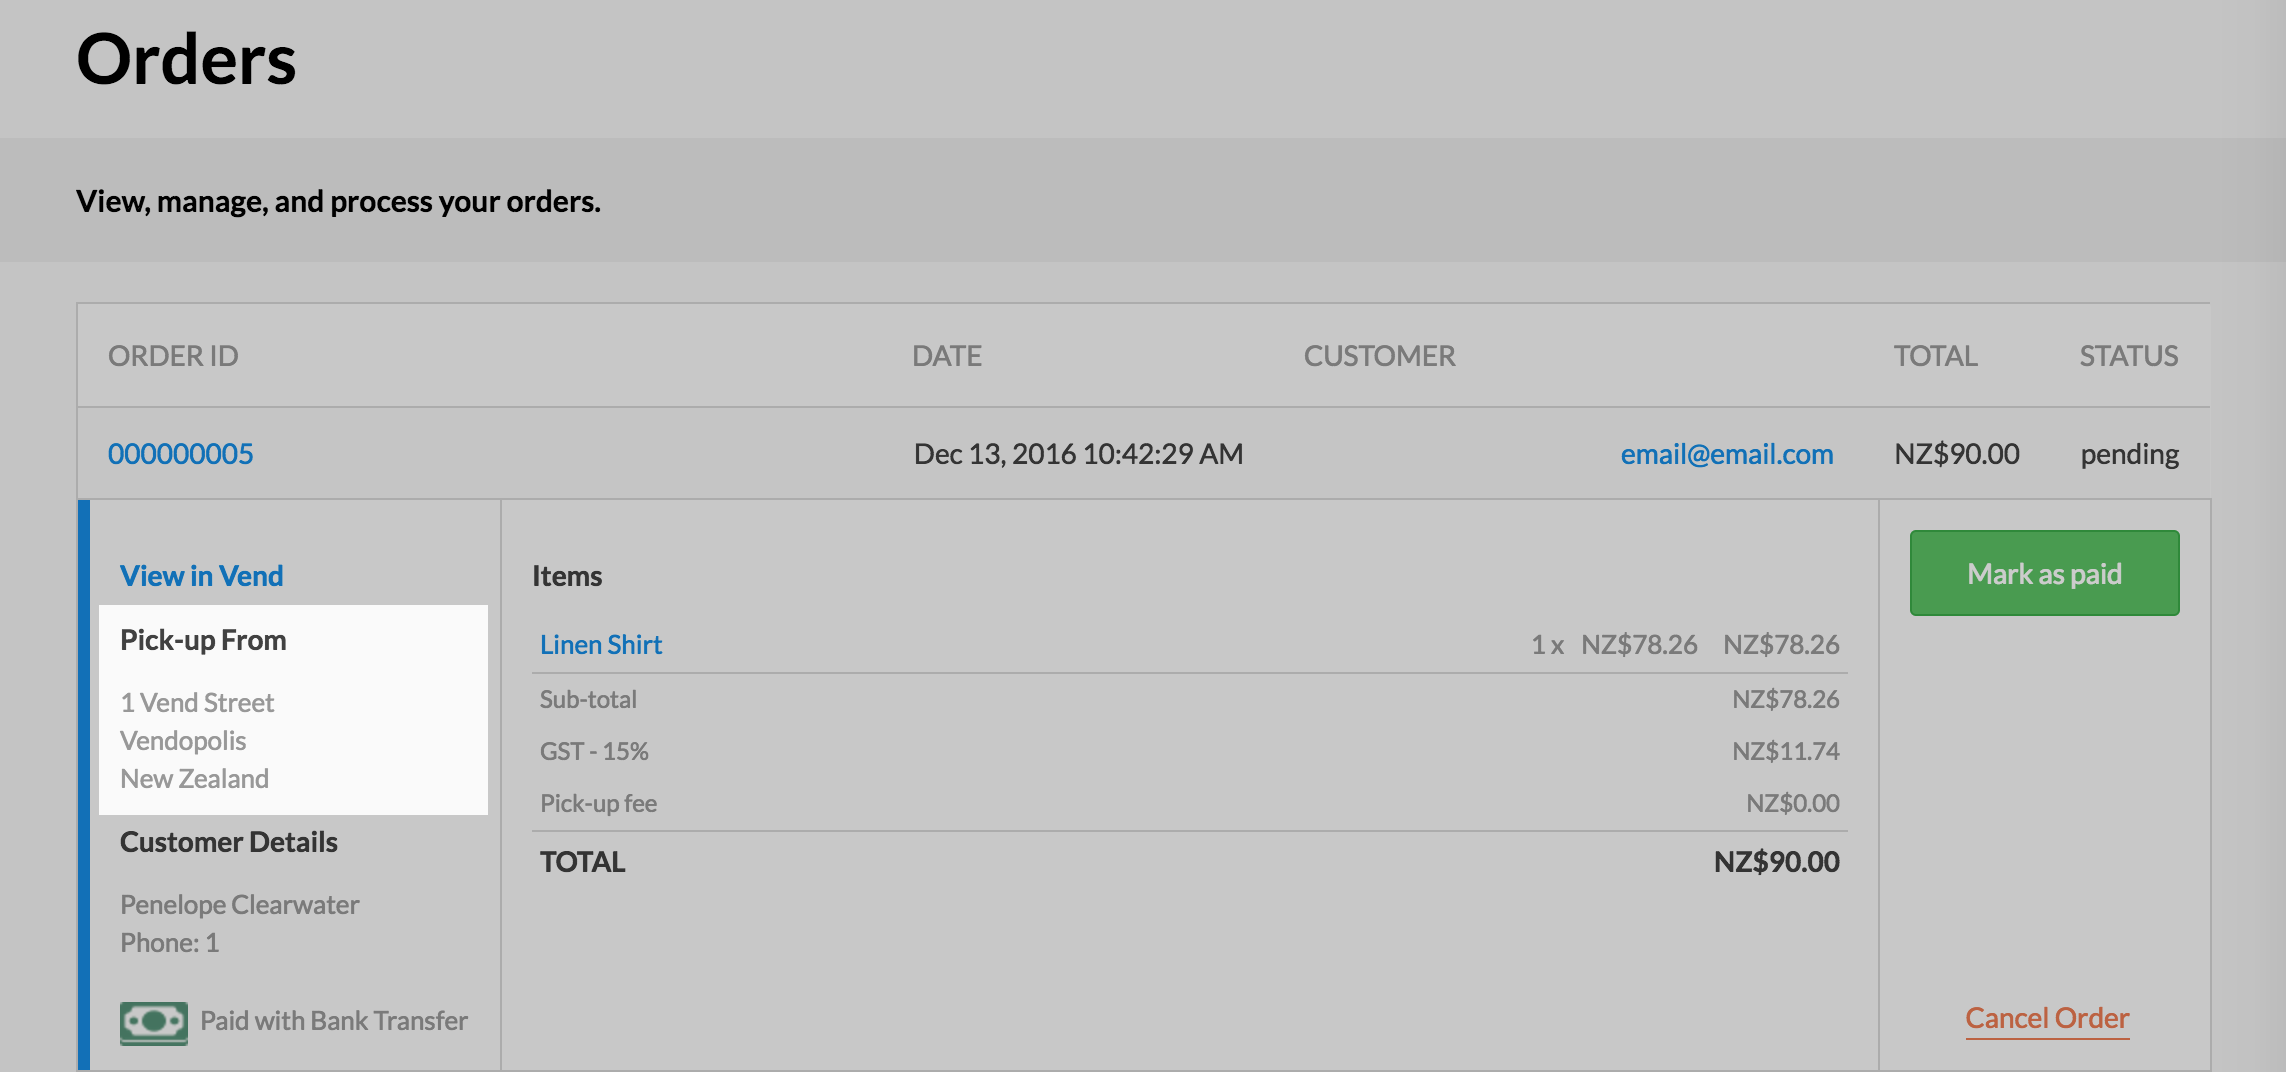 Orders
View, manage, and process your orders.
ORDER ID DATE CUSTOMER TOTAL STATUS
000000005 Dec 13, 2016 10:42:29 AM email@email.com NZ$90.00 pending
View in Vend
Pick-up From
1 Vend Street
Vendopolis
New Zealand
Customer Details
Penelope Clearwater
Phone: 1
Paid with Bank Transfer
Items
Linen Shirt 1 x NZ$78.26 NZ$78.26
Sub-total NZ$78.26
GST - 15% NZ$11.74
Pick-up fee NZ$0.00
TOTAL NZ$90.00
Mark as paid
Cancel Order